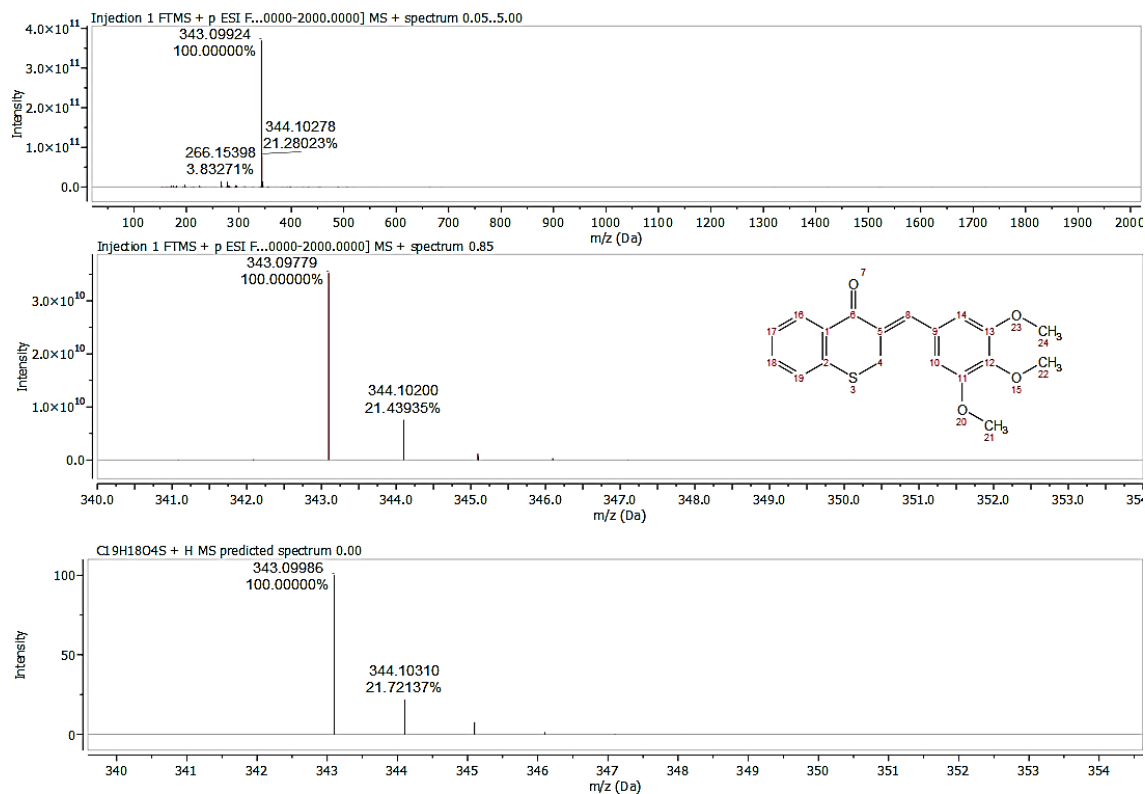 Injection 1 FTMS + p ESI F...0000-2000.0000] MS + spectrum 0.05..5.00
4.0×10¹¹
3.0×10¹¹
2.0×10¹¹
1.0×10¹¹
0.0
Intensity
343.09924
100.00000%
344.10278
21.28023%
266.15398
3.83271%
100 200 300 400 500 600 700 800 900 1000 1100 1200 1300 1400 1500 1600 1700 1800 1900 2000
m/z (Da)
Injection 1 FTMS + p ESI F...0000-2000.0000] MS + spectrum 0.85
3.0×10¹⁰
2.0×10¹⁰
1.0×10¹⁰
0.0
Intensity
343.09779
100.00000%
344.10200
21.43935%
O 7
16 6 8 14 O CH₃
17 1 5 9 13 23 24
18 2 4 10 12 O CH₃
19 S 3 11 15 22
O CH₃
20 21
340.0 341.0 342.0 343.0 344.0 345.0 346.0 347.0 348.0 349.0 350.0 351.0 352.0 353.0 354
m/z (Da)
C19H18O4S + H MS predicted spectrum 0.00
100
50
0
Intensity
343.09986
100.00000%
344.10310
21.72137%
340 341 342 343 344 345 346 347 348 349 350 351 352 353 354
m/z (Da)